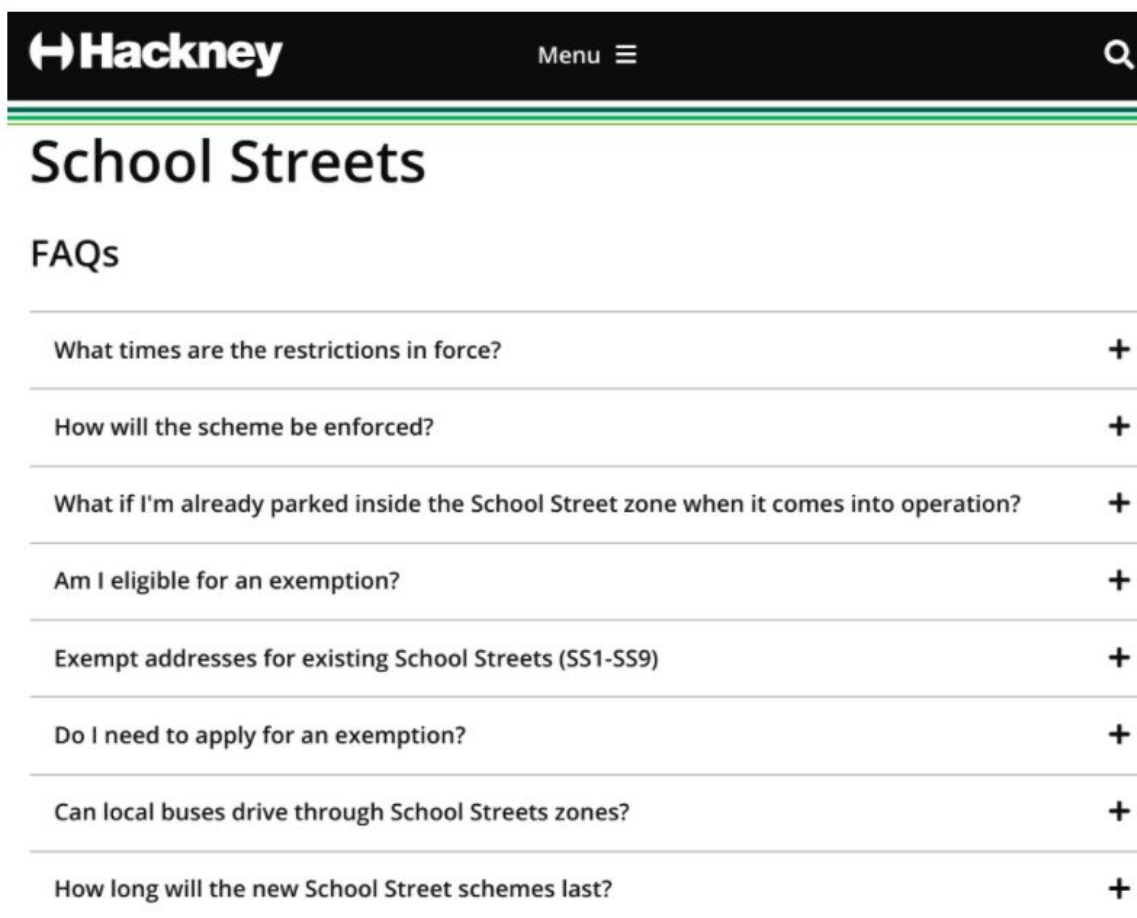 Hackney
Menu
School Streets
FAQs
What times are the restrictions in force?
How will the scheme be enforced?
What if I'm already parked inside the School Street zone when it comes into operation?
Am I eligible for an exemption?
Exempt addresses for existing School Streets (SS1-SS9)
Do I need to apply for an exemption?
Can local buses drive through School Streets zones?
How long will the new School Street schemes last?